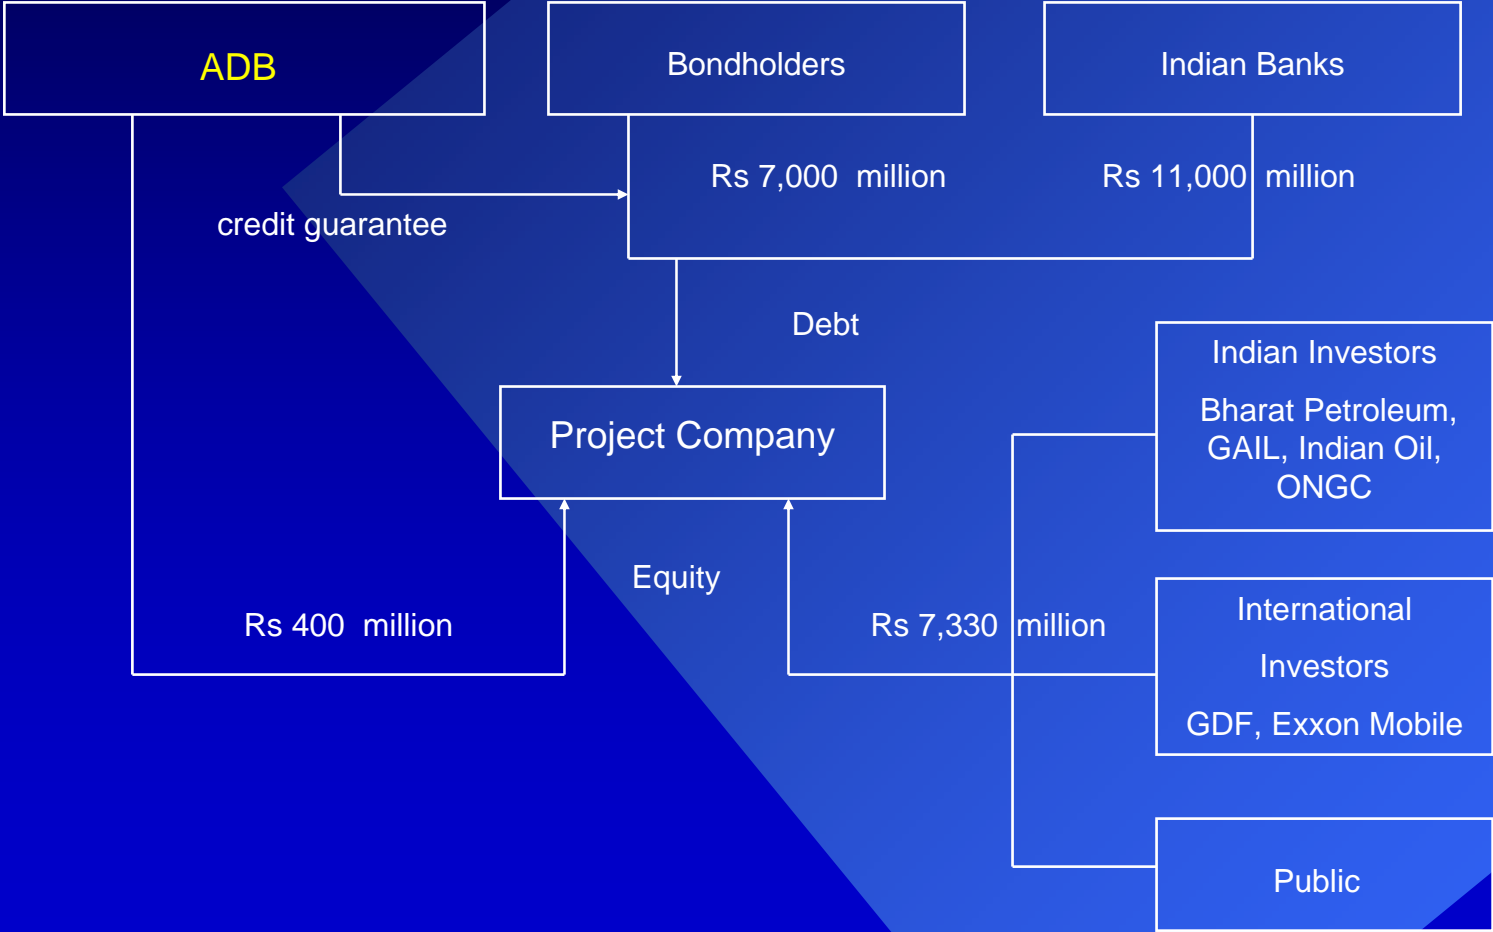 ADB
Bondholders
Indian Banks
Rs 7,000 million
Rs 11,000 million
credit guarantee
Debt
Indian Investors
Bharat Petroleum,
GAIL, Indian Oil,
ONGC
Project Company
Equity
Rs 400 million
Rs 7,330 million
International
Investors
GDF, Exxon Mobile
Public